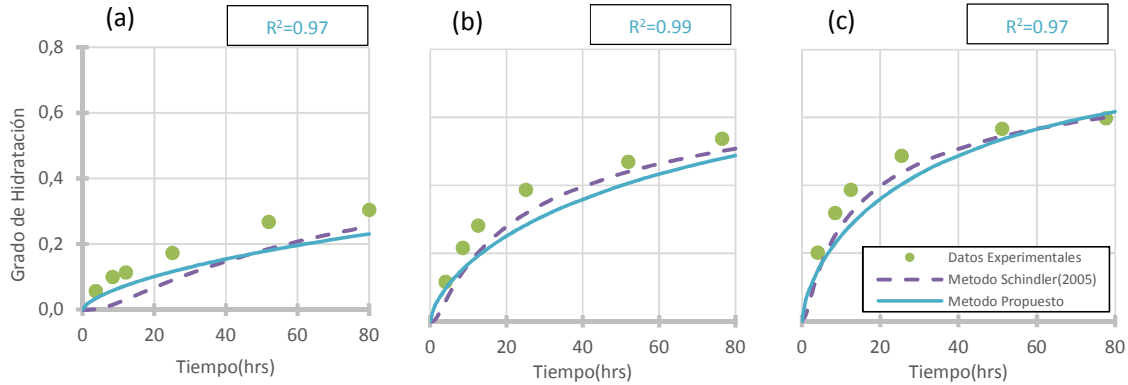 (a)
R²=0.97
(b)
R²=0.99
(c)
R²=0.97
Grado de Hidratación
0,8
0,6
0,4
0,2
0,0
Datos Experimentales
Metodo Schindler(2005)
Metodo Propuesto
0 20 40 60 80
0 20 40 60 80
0 20 40 60 80
Tiempo(hrs)
Tiempo(hrs)
Tiempo(hrs)